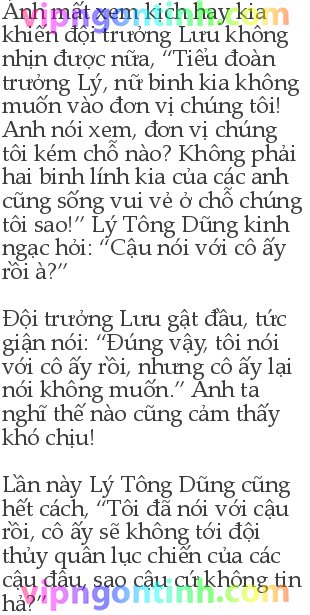 Ánh mắt xem kịch hay kia
khiến đội trưởng Lưu không
nhịn được nữa, “Tiểu đoàn
trưởng Lý, nữ binh kia không
muốn vào đơn vị chúng tôi!
Anh nói xem, đơn vị chúng
tôi kém chỗ nào? Không phải
hai binh lính kia của các anh
cũng sống vui vẻ ở chỗ chúng
tôi sao!” Lý Tông Dũng kinh
ngạc hỏi: “Cậu nói với cô ấy
rồi à?”
Đội trưởng Lưu gật đầu, tức
giận nói: “Đúng vậy, tôi nói
với cô ấy rồi, nhưng cô ấy lại
nói không muốn.” Anh ta
nghĩ thế nào cũng cảm thấy
khó chịu!
Lần này Lý Tông Dũng cũng
hết cách, “Tôi đã nói với cậu
rồi, cô ấy sẽ không tới đội
thủy quân lục chiến của các
cậu đâu, sao cậu cứ không tin
hả?”
vipngontinh.com
vipngontinh.com